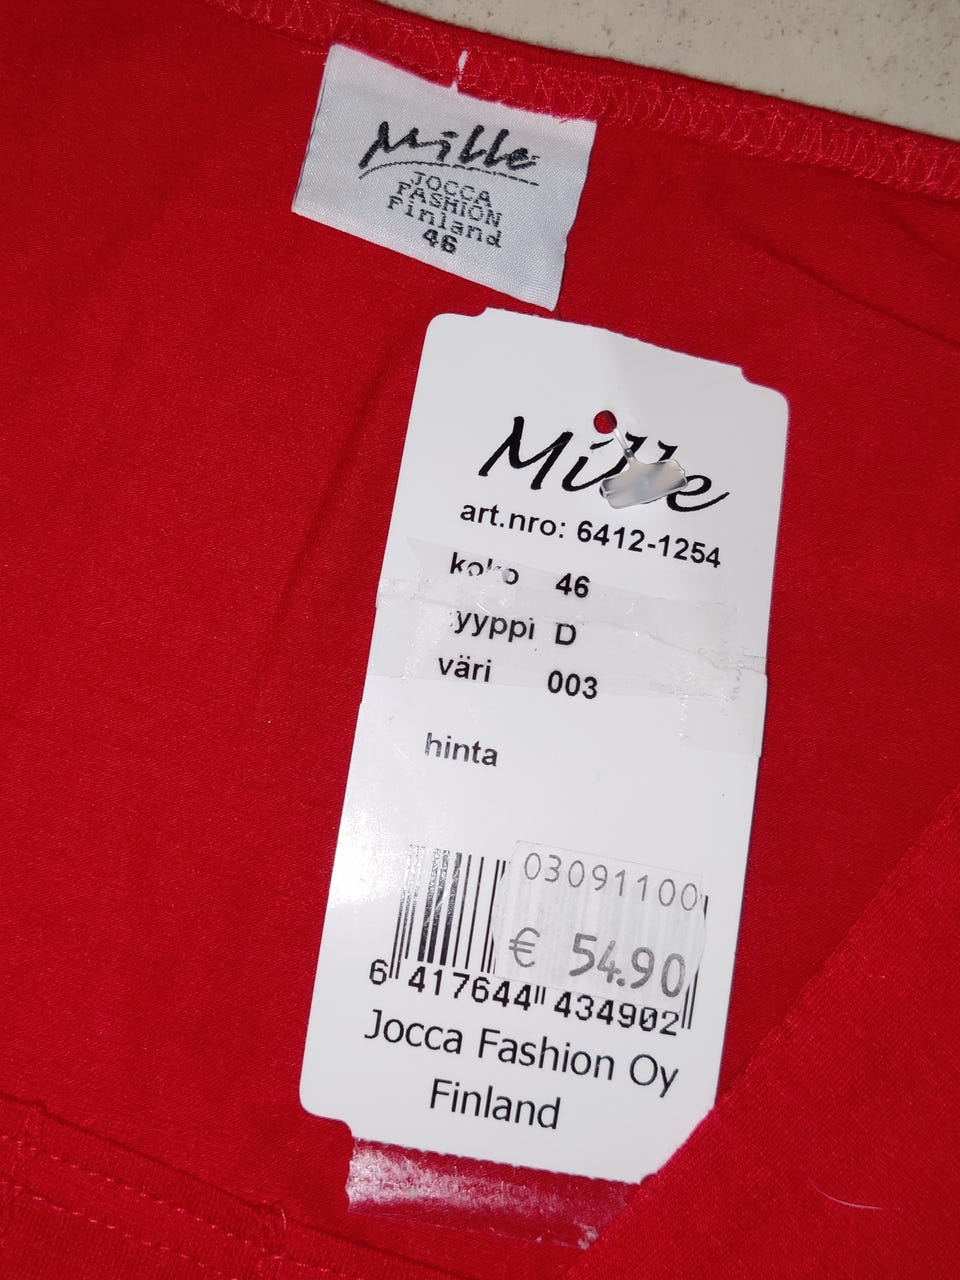 Mille
JOCCA
FASHION
Finland
46
Mille
art.nro: 6412-1254
koko 46
tyyppi D
väri 003
hinta
03091100
€ 54.90
6 417644 434902
Jocca Fashion Oy
Finland